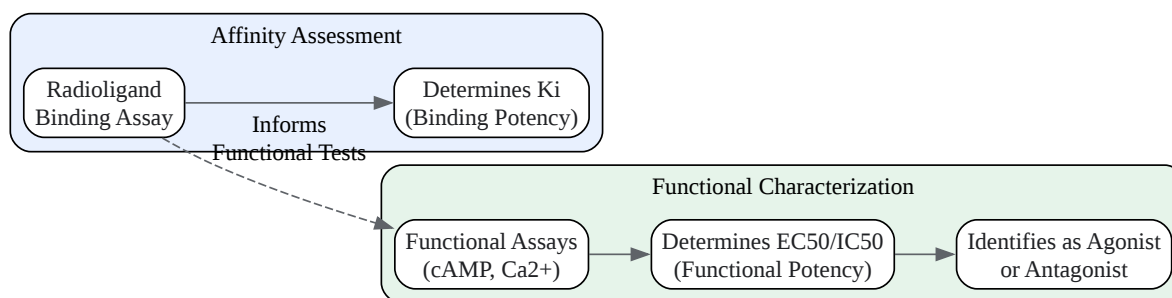 Affinity Assessment
Radioligand
Binding Assay
Determines Ki
(Binding Potency)
Informs
Functional Tests
Functional Characterization
Functional Assays
(cAMP, Ca2+)
Determines EC50/IC50
(Functional Potency)
Identifies as Agonist
or Antagonist